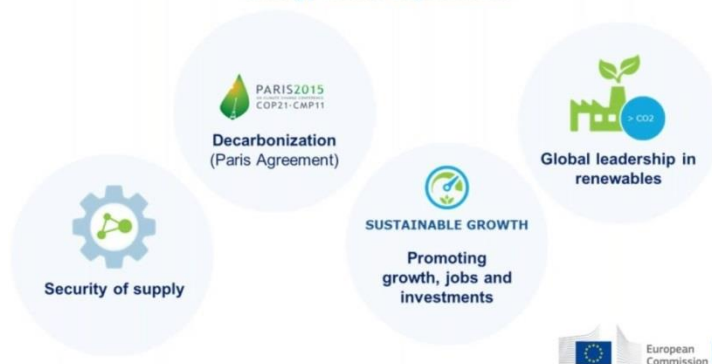 PARIS2015
COP21·CMP11
Decarbonization
(Paris Agreement)
> CO2
Global leadership in
renewables
SUSTAINABLE GROWTH
Promoting
growth, jobs and
investments
Security of supply
European
Commission